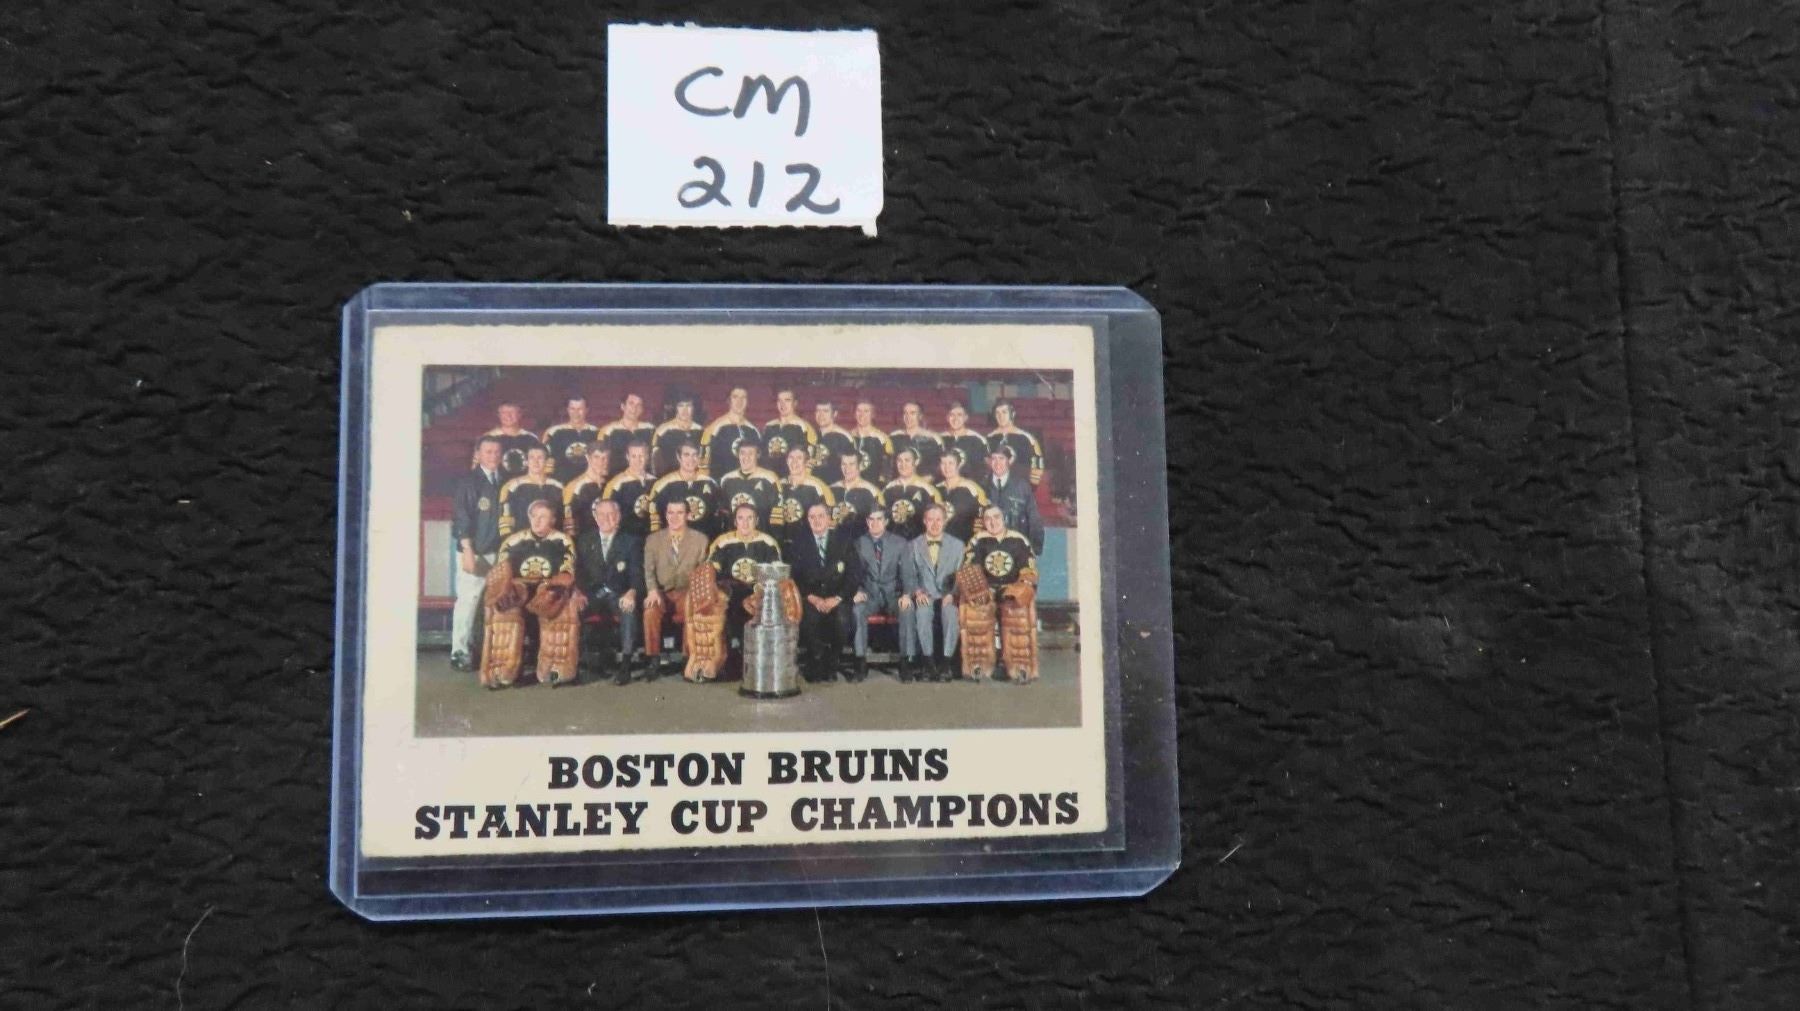 CM
212
BOSTON BRUINS
STANLEY CUP CHAMPIONS